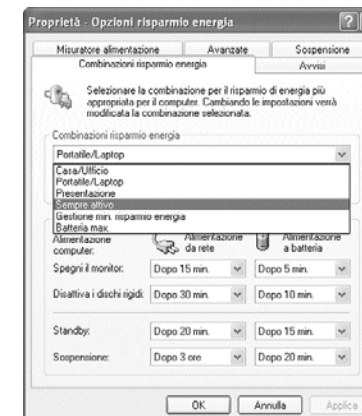 Proprietà - Opzioni risparmio energia
Misuratore alimentazione Avanzate Sospensione
Combinazioni risparmio energia Avvisi
Selezionare la combinazione per il risparmio di energia più
appropriata per il computer. Cambiando le impostazioni verrà
modificata la combinazione selezionata.
Combinazioni risparmio energia
Portatile/Laptop
Casa/Ufficio
Portatile/Laptop
Presentazione
Sempre attivo
Gestione min. risparmio energia
Batteria max.
Alimentazione Alimentazione Alimentazione
computer: da rete a batteria
Spegni il monitor: Dopo 15 min. Dopo 5 min.
Disattiva i dischi rigidi: Dopo 30 min. Dopo 10 min.
Standby: Dopo 20 min. Dopo 15 min.
Sospensione: Dopo 3 ore Dopo 20 min.
OK Annulla Applica